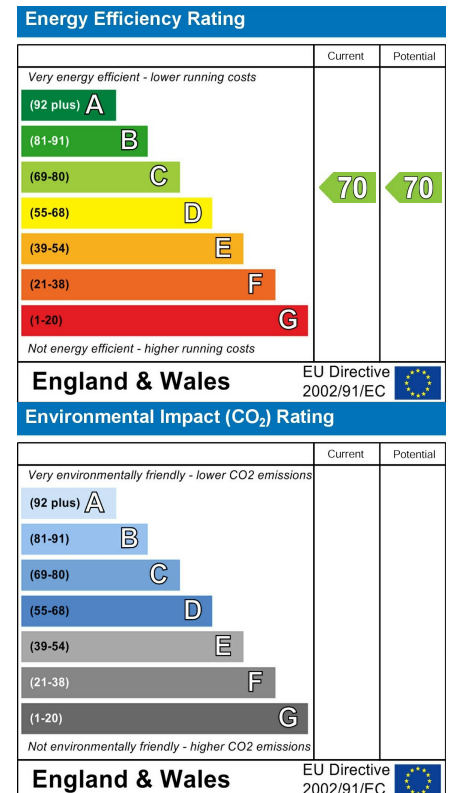 Energy Efficiency Rating
Current Potential
Very energy efficient - lower running costs
(92 plus) A
(81-91) B
(69-80) C
70 70
(55-68) D
(39-54) E
(21-38) F
(1-20) G
Not energy efficient - higher running costs
England & Wales
EU Directive
2002/91/EC
Environmental Impact (CO₂) Rating
Current Potential
Very environmentally friendly - lower CO2 emissions
(92 plus) A
(81-91) B
(69-80) C
(55-68) D
(39-54) E
(21-38) F
(1-20) G
Not environmentally friendly - higher CO2 emissions
England & Wales
EU Directive
2002/91/EC